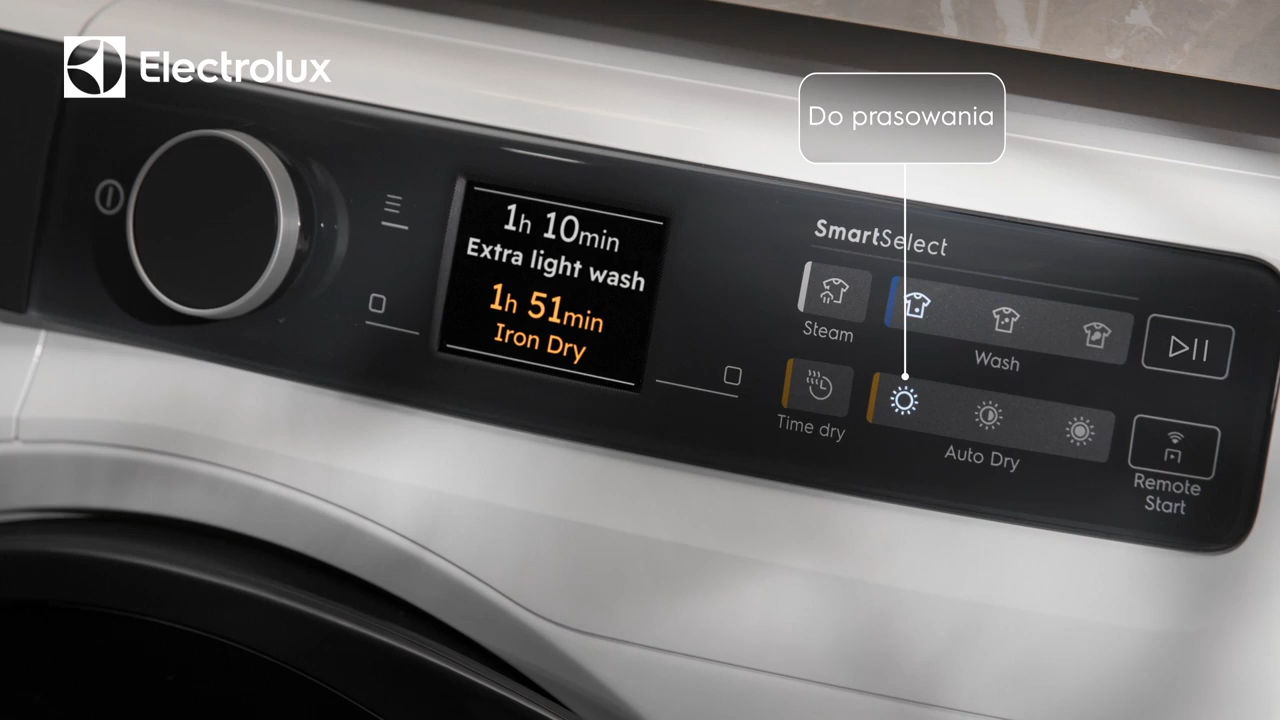 Electrolux
Do prasowania
1h 10min
Extra light wash
1h 51min
Iron Dry
SmartSelect
Steam
Wash
Time dry
Auto Dry
Remote
Start